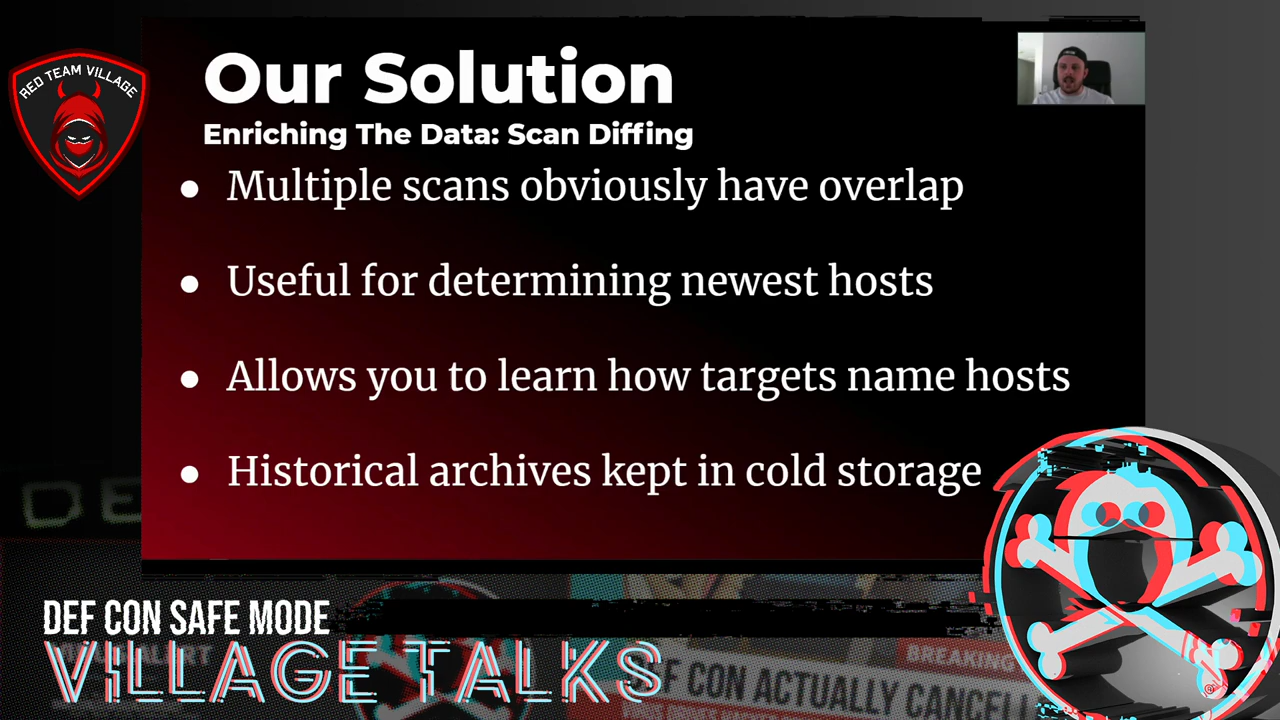 RED TEAM VILLAGE
Our Solution
Enriching The Data: Scan Diffing
● Multiple scans obviously have overlap
● Useful for determining newest hosts
● Allows you to learn how targets name hosts
● Historical archives kept in cold storage
DEF CON SAFE MODE
VILLAGE TALKS
BREAKING
DEF CON ACTUALLY CANCELL